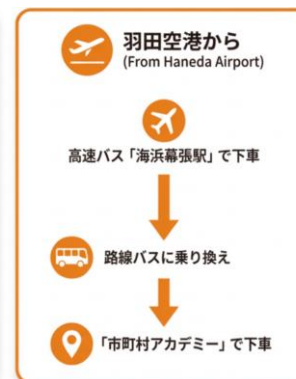 羽田空港から
(From Haneda Airport)
高速バス「海浜幕張駅」で下車
路線バスに乗り換え
「市町村アカデミー」で下車